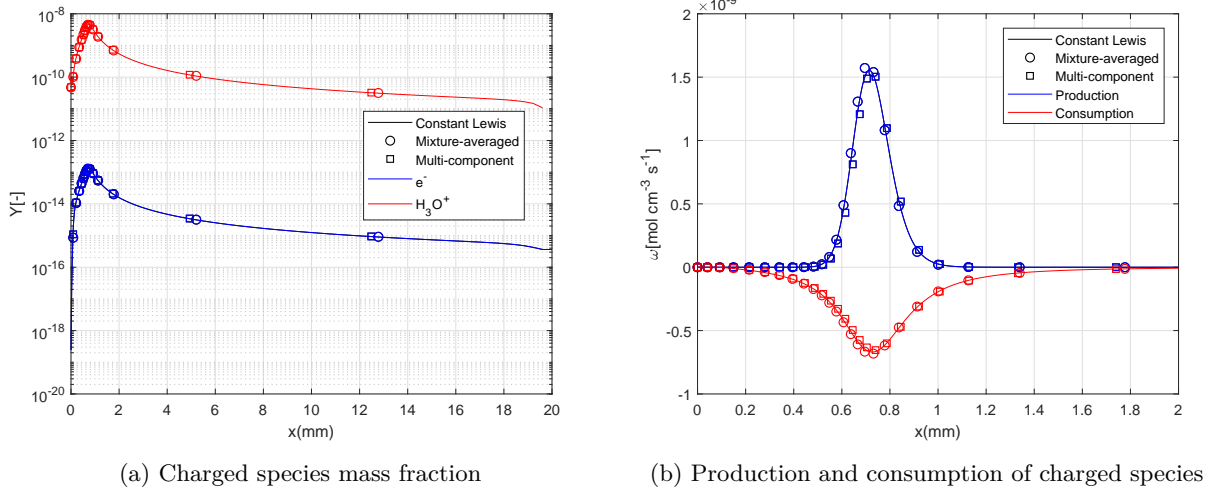 10^-8
10^-10
10^-12
10^-14
10^-16
10^-18
10^-20
Y[-]
0 2 4 6 8 10 12 14 16 18 20
x(mm)
Constant Lewis
Mixture-averaged
Multi-component
e^-
H_3O^+
(a) Charged species mass fraction
2
1.5
1
0.5
0
-0.5
-1
ω̇[mol cm^-3 s^-1]
0 0.2 0.4 0.6 0.8 1 1.2 1.4 1.6 1.8 2
x(mm)
Constant Lewis
Mixture-averaged
Multi-component
Production
Consumption
(b) Production and consumption of charged species